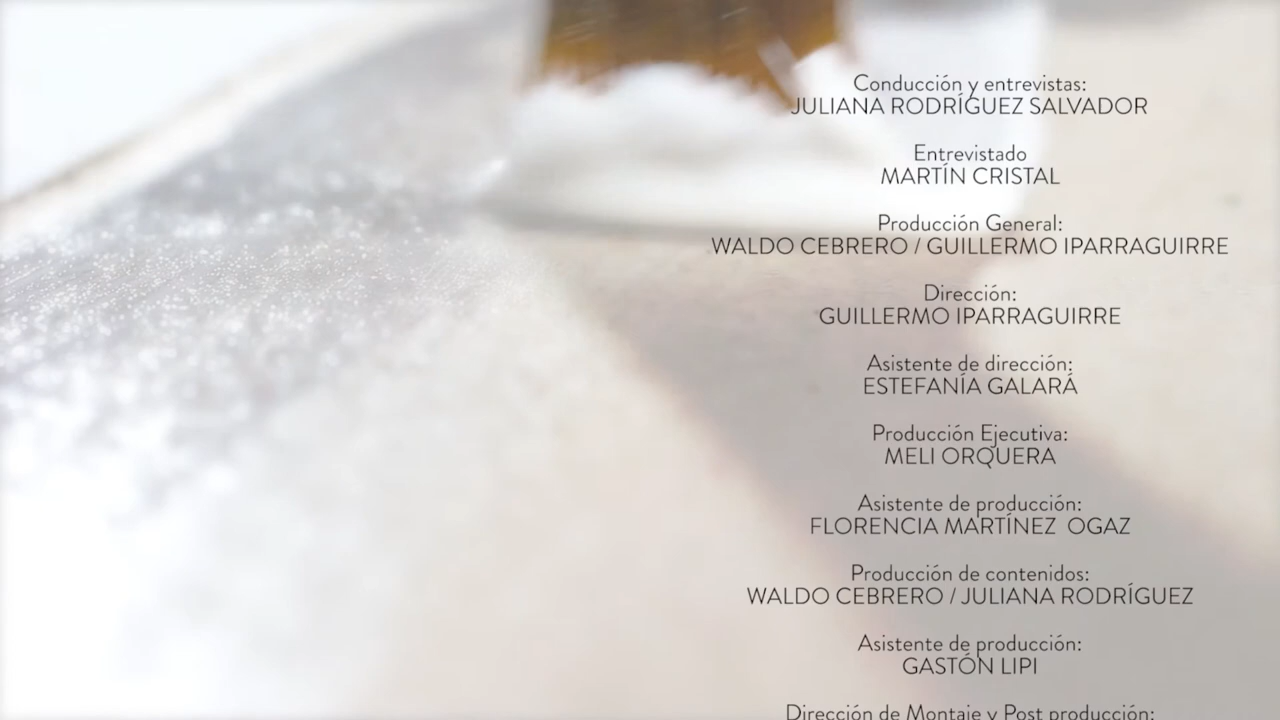 Conducción y entrevistas:
JULIANA RODRÍGUEZ SALVADOR
Entrevistado
MARTÍN CRISTAL
Producción General:
WALDO CEBRERO / GUILLERMO IPARRAGUIRRE
Dirección:
GUILLERMO IPARRAGUIRRE
Asistente de dirección:
ESTEFANÍA GALARÁ
Producción Ejecutiva:
MELI ORQUERA
Asistente de producción:
FLORENCIA MARTÍNEZ OGAZ
Producción de contenidos:
WALDO CEBRERO / JULIANA RODRÍGUEZ
Asistente de producción:
GASTÓN LIPI
Dirección de Montaje y Post producción: